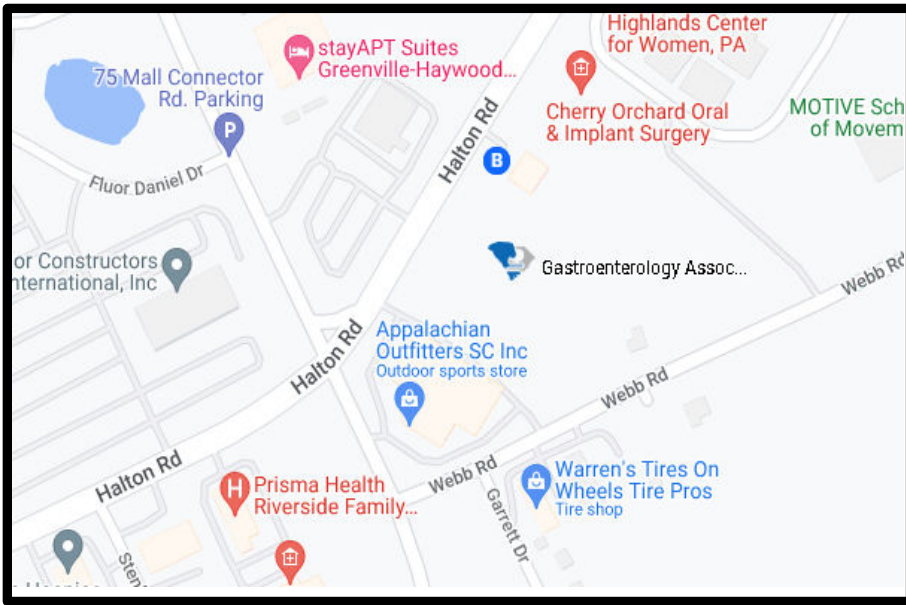 Highlands Center
for Women, PA
stayAPT Suites
Greenville-Haywood...
75 Mall Connector
Rd. Parking
P
Cherry Orchard Oral
& Implant Surgery
MOTIVE Sch
of Movem
Halton Rd
B
Fluor Daniel Dr
or Constructors
nternational, Inc
Gastroenterology Assoc...
Webb Rd
Appalachian
Outfitters SC Inc
Outdoor sports store
Halton Rd
Webb Rd
Halton Rd
Webb Rd
Warren's Tires On
Wheels Tire Pros
Tire shop
H
Prisma Health
Riverside Family...
Garrett Dr
Sten